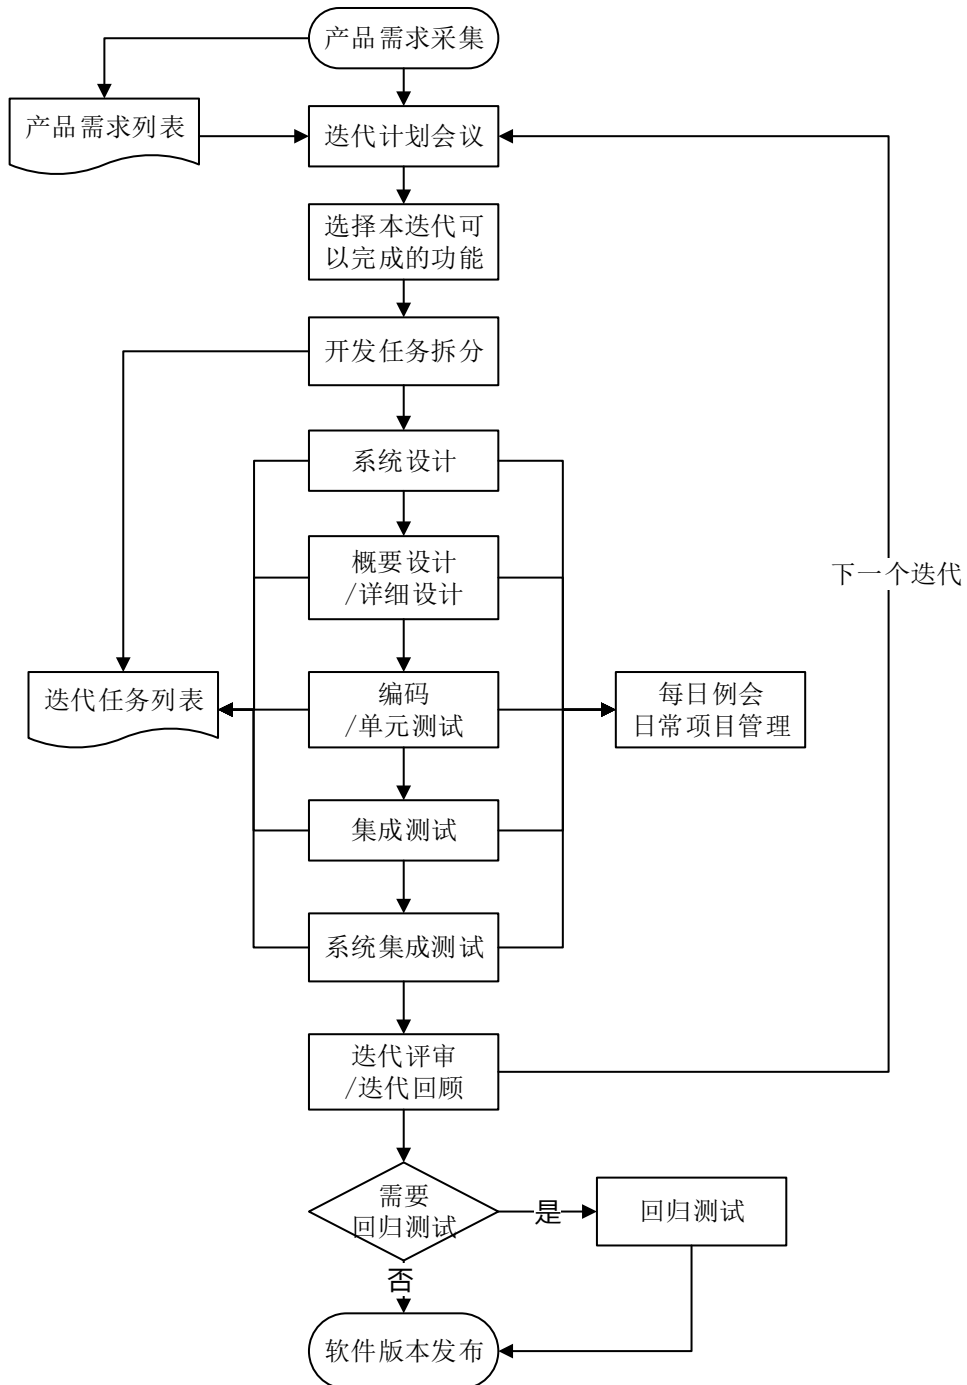 产品需求采集
产品需求列表
迭代计划会议
选择本迭代可
以完成的功能
开发任务拆分
系统设计
概要设计
/详细设计
下一个迭代
迭代任务列表
编码
/单元测试
每日例会
日常项目管理
集成测试
系统集成测试
迭代评审
/迭代回顾
需要
回归测试
是
回归测试
否
软件版本发布